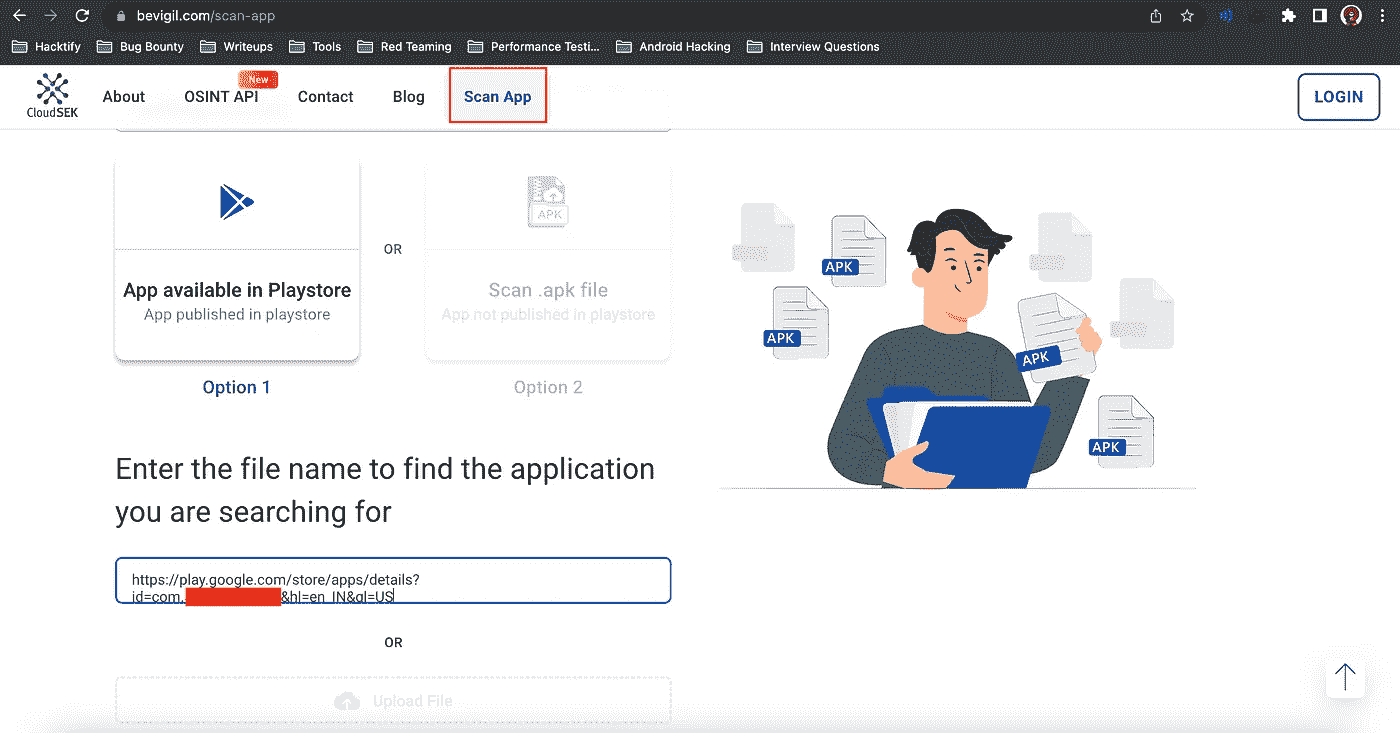 bevigil.com/scan-app
Hacktify Bug Bounty Writeups Tools Red Teaming Performance Testi... Android Hacking Interview Questions
CloudSEK
About OSINT API New Contact Blog Scan App LOGIN
APK
OR
App available in Playstore
App published in playstore
Scan .apk file
App not published in playstore
Option 1
Option 2
APK
APK
APK
APK
Enter the file name to find the application
you are searching for
https://play.google.com/store/apps/details?
id=com. &hl=en_IN&gl=US
OR
Upload File